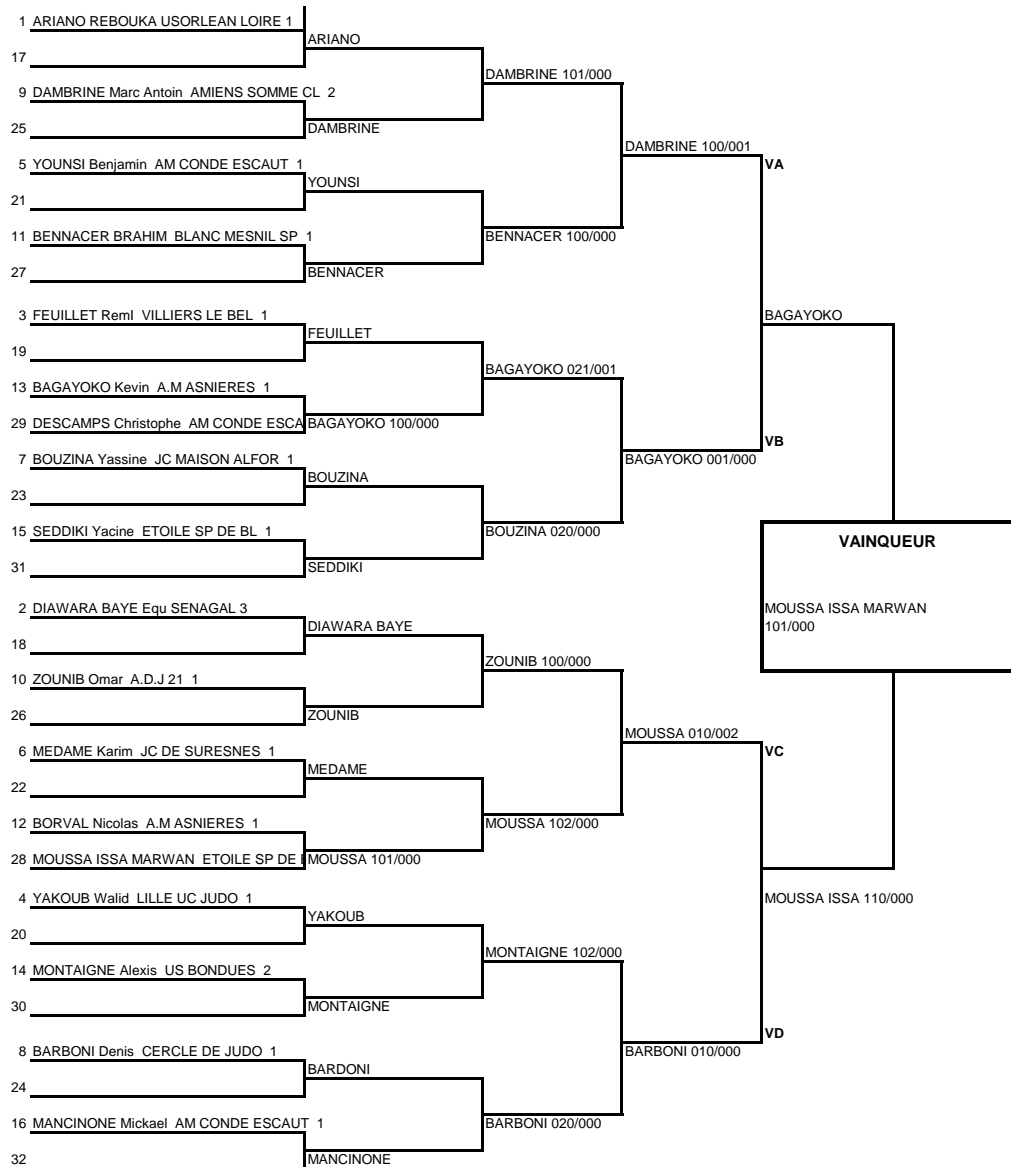 1 ARIANO REBOUKA USORLEAN LOIRE 1
ARIANO
17
DAMBRINE 101/000
9 DAMBRINE Marc Antoin AMIENS SOMME CL 2
25
DAMBRINE
DAMBRINE 100/001
VA
5 YOUNSI Benjamin AM CONDE ESCAUT 1
YOUNSI
21
11 BENNACER BRAHIM BLANC MESNIL SP 1
BENNACER 100/000
27
BENNACER
3 FEUILLET RemI VILLIERS LE BEL 1
BAGAYOKO
FEUILLET
19
BAGAYOKO 021/001
13 BAGAYOKO Kevin A.M ASNIERES 1
29 DESCAMPS Christophe AM CONDE ESCA
BAGAYOKO 100/000
VB
7 BOUZINA Yassine JC MAISON ALFOR 1
BAGAYOKO 001/000
BOUZINA
23
15 SEDDIKI Yacine ETOILE SP DE BL 1
BOUZINA 020/000
VAINQUEUR
31
SEDDIKI
2 DIAWARA BAYE Equ SENAGAL 3
MOUSSA ISSA MARWAN
101/000
DIAWARA BAYE
18
ZOUNIB 100/000
10 ZOUNIB Omar A.D.J 21 1
26
ZOUNIB
MOUSSA 010/002
VC
6 MEDAME Karim JC DE SURESNES 1
MEDAME
22
12 BORVAL Nicolas A.M ASNIERES 1
MOUSSA 102/000
28 MOUSSA ISSA MARWAN ETOILE SP DE
MOUSSA 101/000
4 YAKOUB Walid LILLE UC JUDO 1
MOUSSA ISSA 110/000
YAKOUB
20
MONTAIGNE 102/000
14 MONTAIGNE Alexis US BONDUES 2
30
MONTAIGNE
VD
8 BARBONI Denis CERCLE DE JUDO 1
BARBONI 010/000
BARDONI
24
16 MANCINONE Mickael AM CONDE ESCAUT 1
BARBONI 020/000
32
MANCINONE